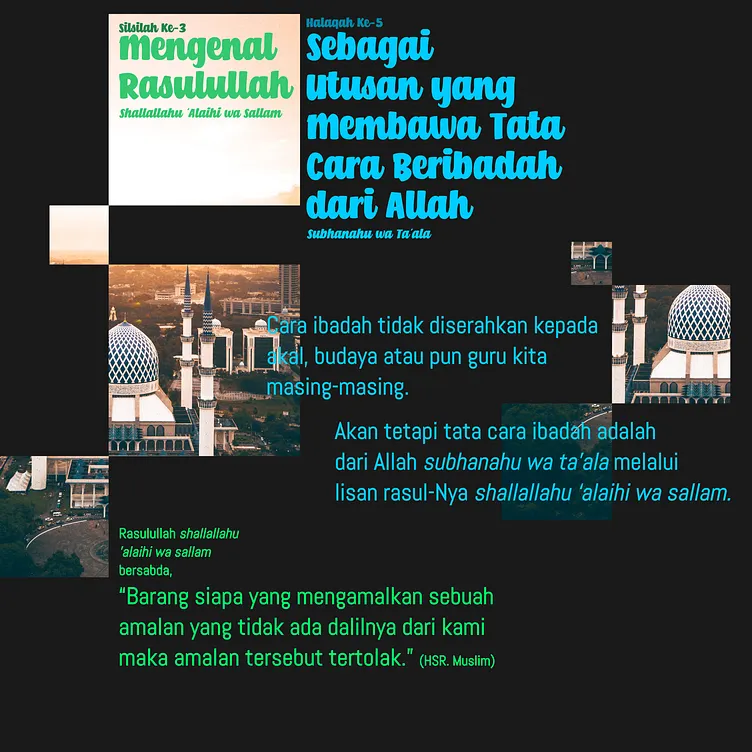 Silsilah Ke-3
Mengenal
Rasulullah
Shallallahu 'Alaihi wa Sallam
Halaqah Ke-5
Sebagai
Utusan yang
Membawa Tata
Cara Beribadah
dari Allah
Subhanahu wa Ta'ala
Cara ibadah tidak diserahkan kepada
akal, budaya atau pun guru kita
masing-masing.
Akan tetapi tata cara ibadah adalah
dari Allah subhanahu wa ta'ala melalui
lisan rasul-Nya shallallahu ‘alaihi wa sallam.
Rasulullah shallallahu
'alaihi wa sallam
bersabda,
“Barang siapa yang mengamalkan sebuah
amalan yang tidak ada dalilnya dari kami
maka amalan tersebut tertolak.” (HSR. Muslim)